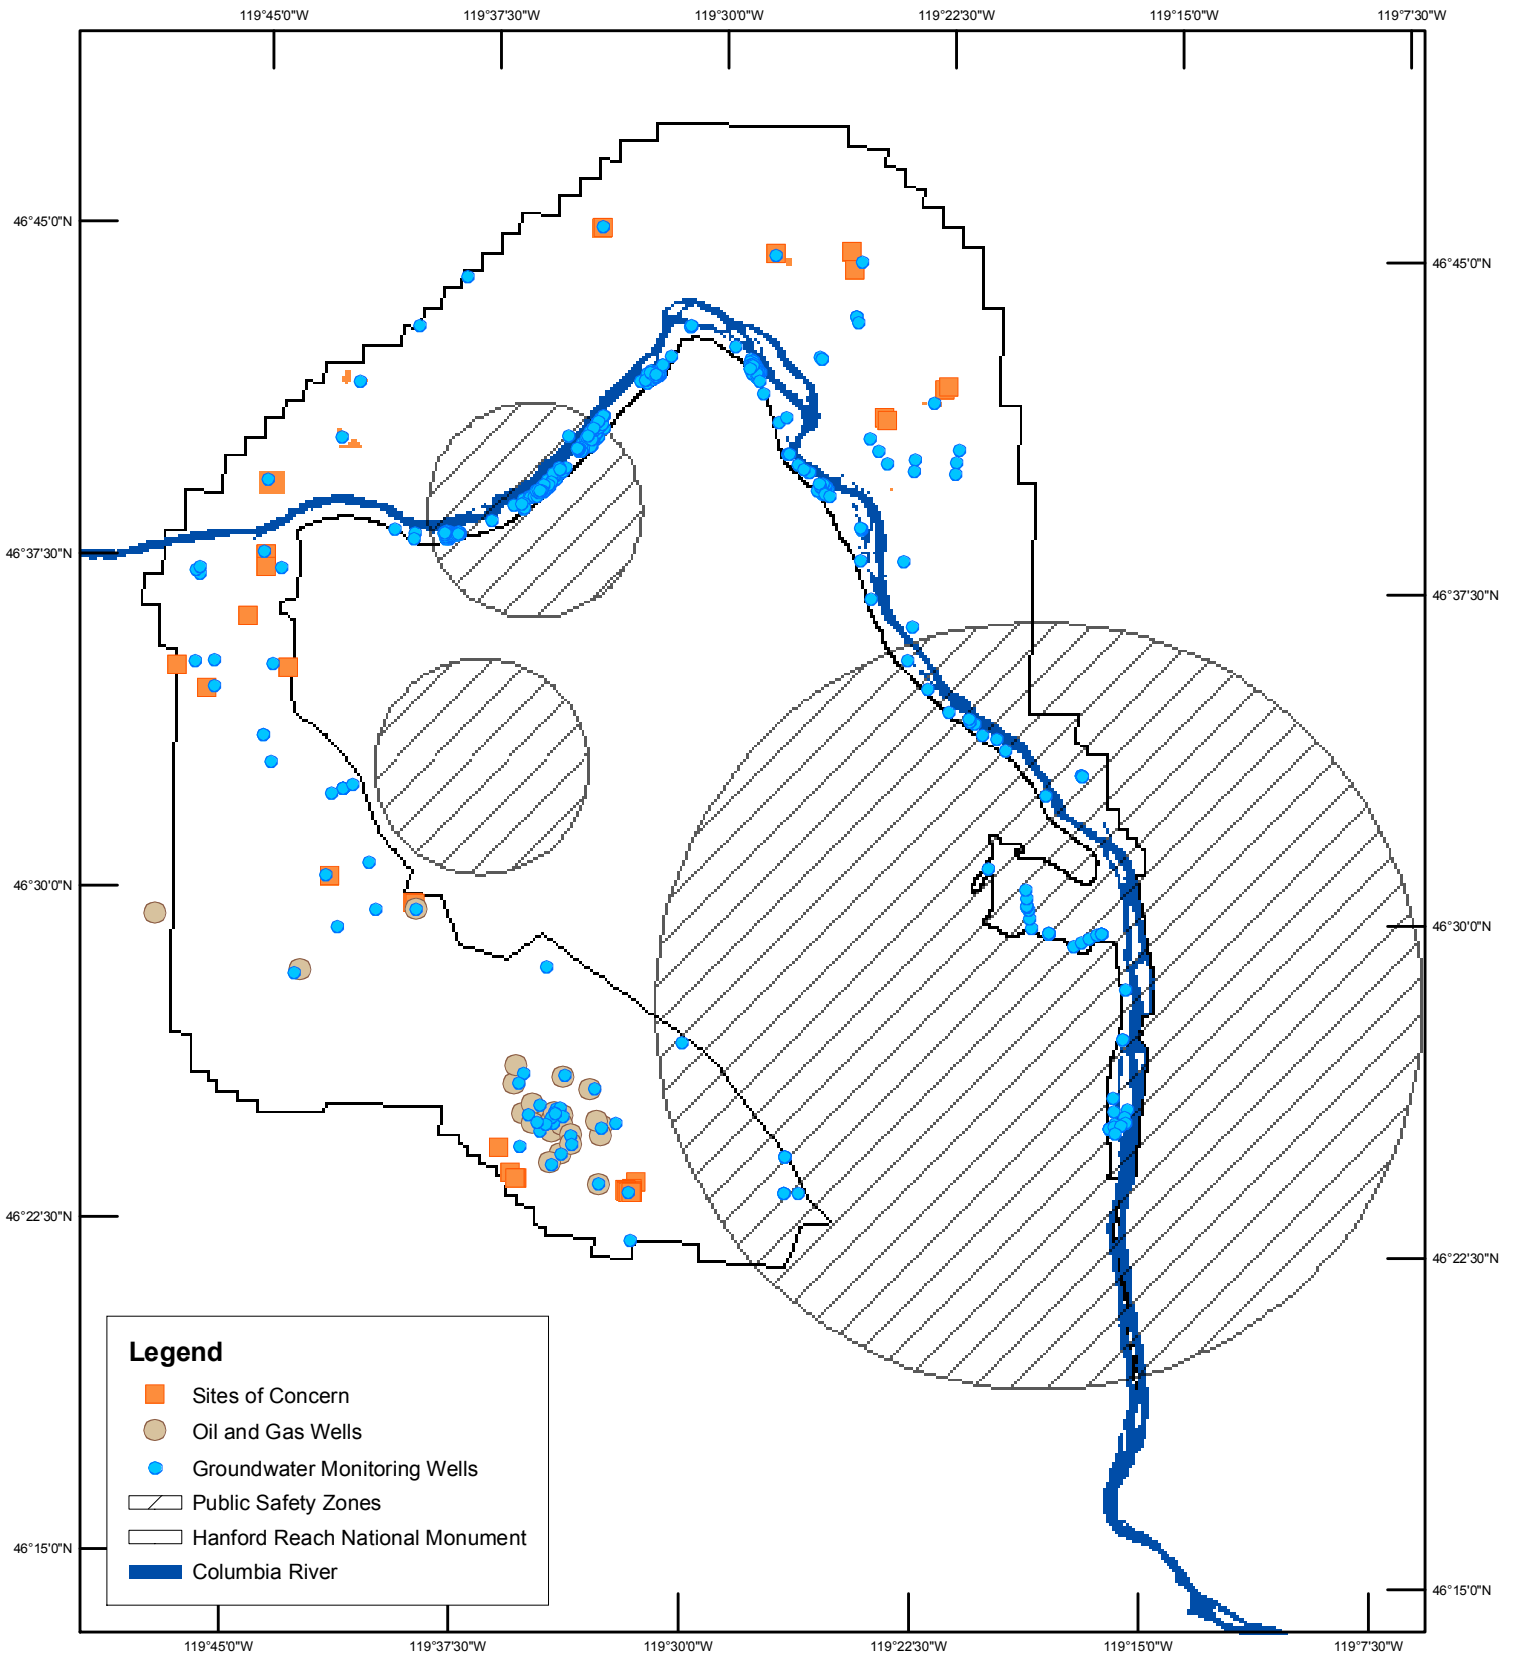 119°45'0"W
119°37'30"W
119°30'0"W
119°22'30"W
119°15'0"W
119°7'30"W
46°45'0"N
46°45'0"N
46°37'30"N
46°37'30"N
46°30'0"N
46°30'0"N
46°22'30"N
46°22'30"N
Legend
Sites of Concern
Oil and Gas Wells
Groundwater Monitoring Wells
Public Safety Zones
Hanford Reach National Monument
Columbia River
46°15'0"N
46°15'0"N
119°45'0"W
119°37'30"W
119°30'0"W
119°22'30"W
119°15'0"W
119°7'30"W